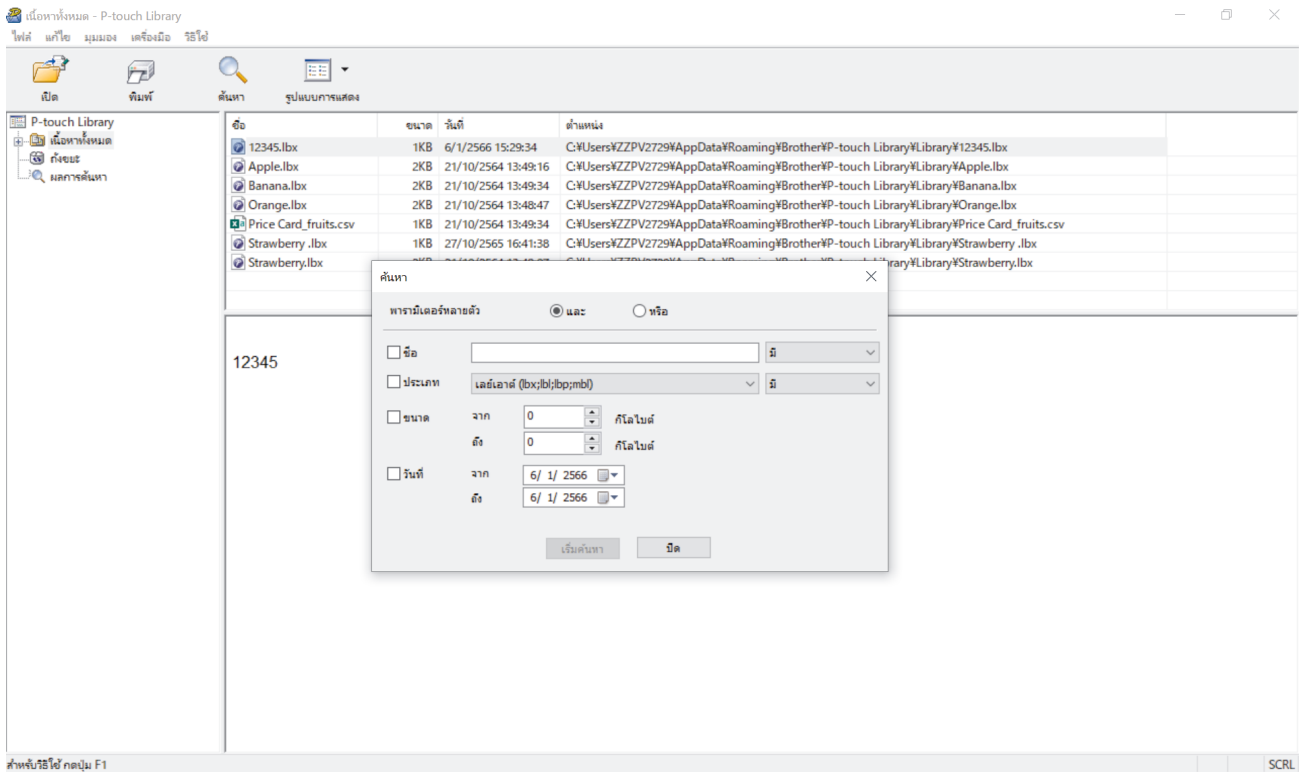 เนื้อหาทั้งหมด - P-touch Library
ไฟล์ แก้ไข มุมมอง เครื่องมือ วิธีใช้
เปิด พิมพ์ ค้นหา รูปแบบการแสดง
P-touch Library
เนื้อหาทั้งหมด
ถังขยะ
ผลการค้นหา
ชื่อ ขนาด วันที่ ตำแหน่ง
12345.lbx 1KB 6/1/2566 15:29:34 C:¥Users¥ZZPV2729¥AppData¥Roaming¥Brother¥P-touch Library¥Library¥12345.lbx
Apple.lbx 2KB 21/10/2564 13:49:16 C:¥Users¥ZZPV2729¥AppData¥Roaming¥Brother¥P-touch Library¥Library¥Apple.lbx
Banana.lbx 2KB 21/10/2564 13:49:34 C:¥Users¥ZZPV2729¥AppData¥Roaming¥Brother¥P-touch Library¥Library¥Banana.lbx
Orange.lbx 2KB 21/10/2564 13:48:47 C:¥Users¥ZZPV2729¥AppData¥Roaming¥Brother¥P-touch Library¥Library¥Orange.lbx
Price Card_fruits.csv 1KB 21/10/2564 13:49:34 C:¥Users¥ZZPV2729¥AppData¥Roaming¥Brother¥P-touch Library¥Library¥Price Card_fruits.csv
Strawberry .lbx 1KB 27/10/2565 16:41:38 C:¥Users¥ZZPV2729¥AppData¥Roaming¥Brother¥P-touch Library¥Library¥Strawberry .lbx
Strawberry.lbx rary¥Library¥Strawberry.lbx
12345
ค้นหา
พารามิเตอร์หลายตัว และ หรือ
ชื่อ มี
ประเภท เลย์เอาต์ (lbx;lbl;lbp;mbl) มี
ขนาด จาก 0 กิโลไบต์
ถึง 0 กิโลไบต์
วันที่ จาก 6/ 1/ 2566
ถึง 6/ 1/ 2566
เริ่มค้นหา ปิด
สำหรับวิธีใช้ กดปุ่ม F1 SCRL